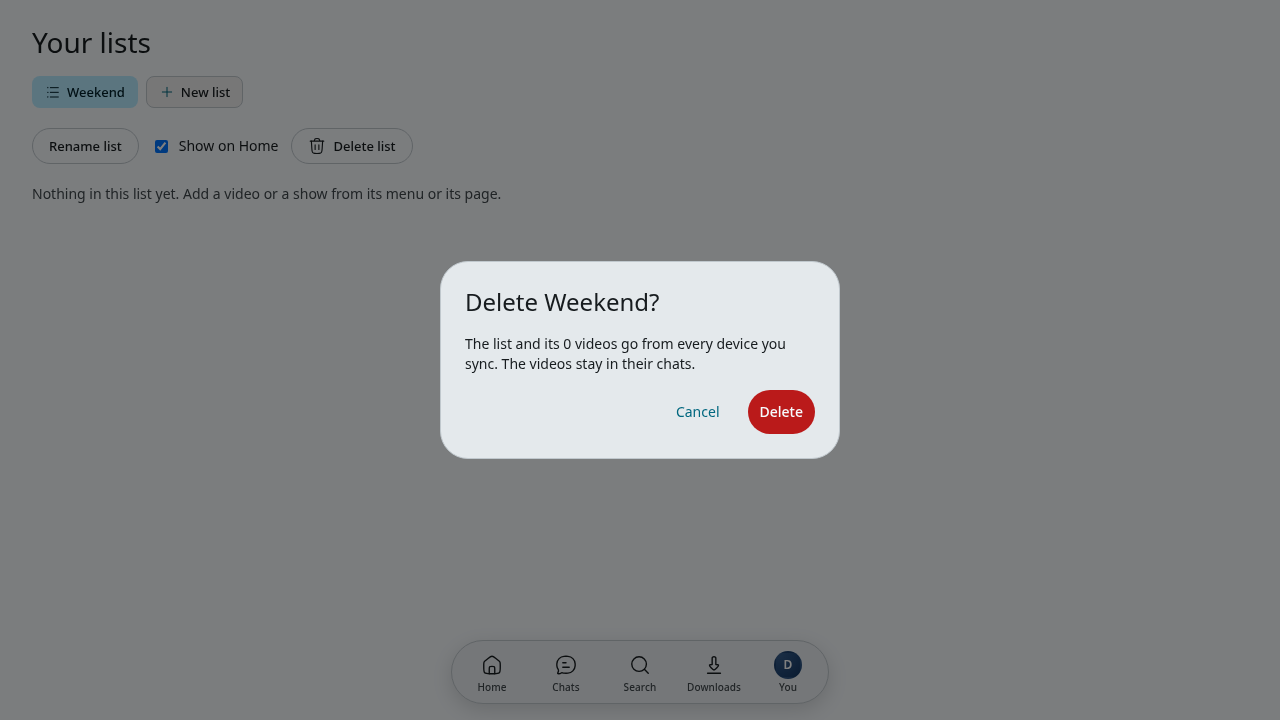 Your lists
Weekend
New list
Rename list
Show on Home
Delete list
Nothing in this list yet. Add a video or a show from its menu or its page.
Delete Weekend?
The list and its 0 videos go from every device you
sync. The videos stay in their chats.
Cancel
Delete
D
Home
Chats
Search
Downloads
You